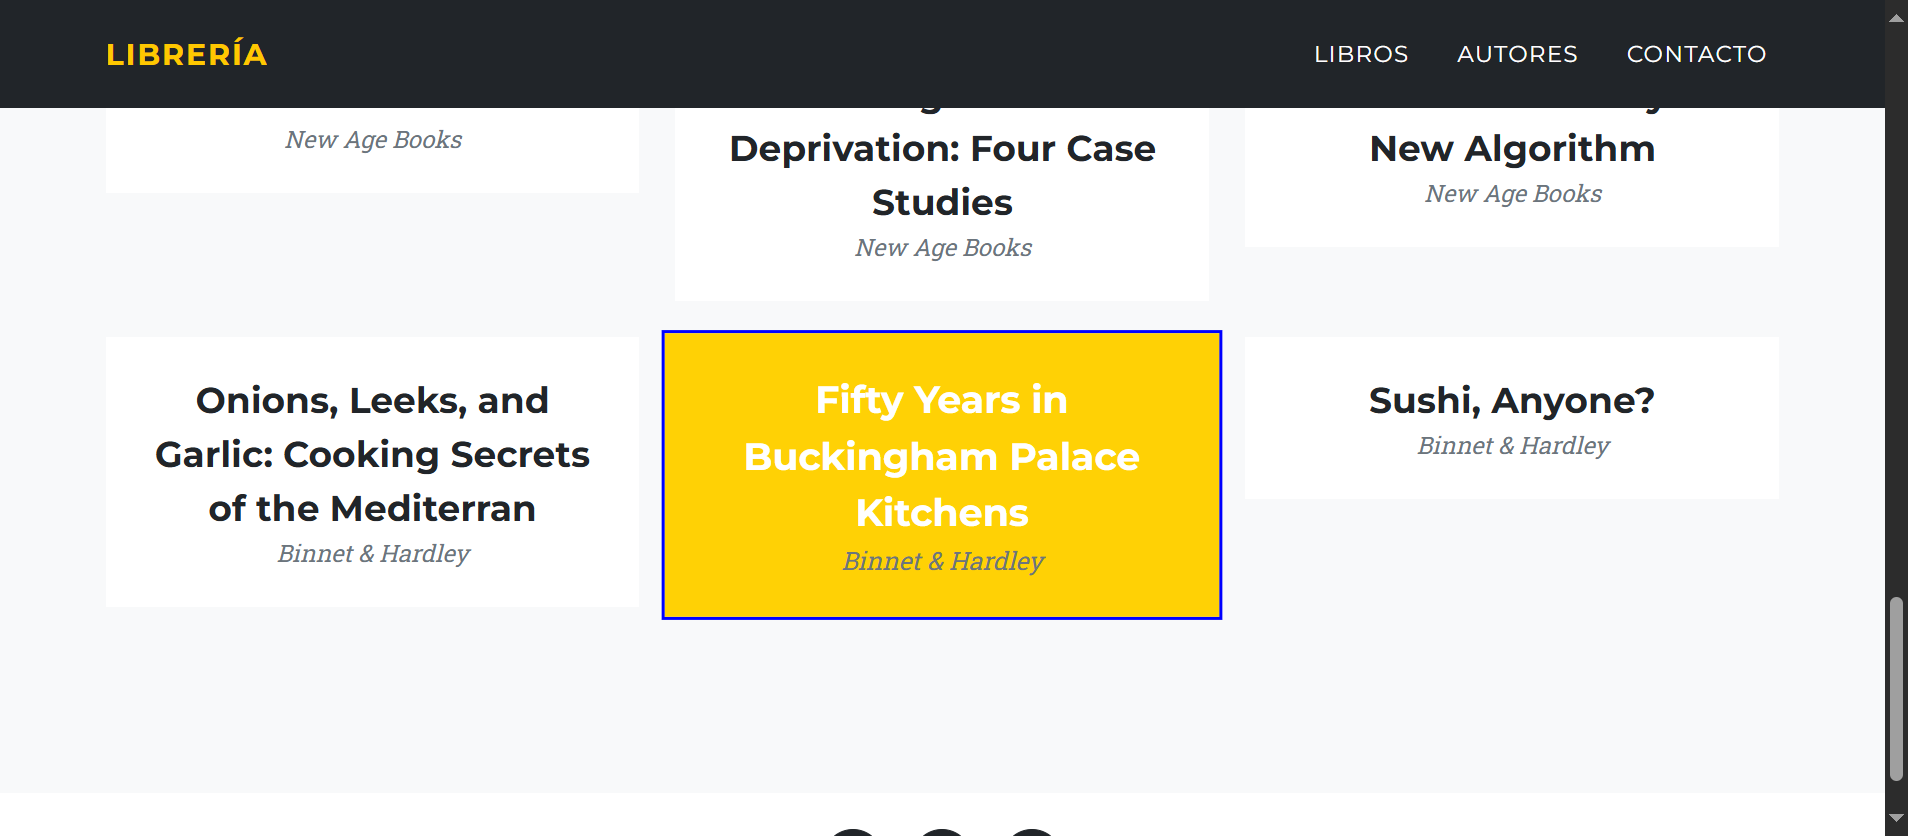 LIBRERÍA
LIBROS AUTORES CONTACTO
New Age Books
Deprivation: Four Case
Studies
New Age Books
New Algorithm
New Age Books
Onions, Leeks, and
Garlic: Cooking Secrets
of the Mediterran
Binnet & Hardley
Fifty Years in
Buckingham Palace
Kitchens
Binnet & Hardley
Sushi, Anyone?
Binnet & Hardley